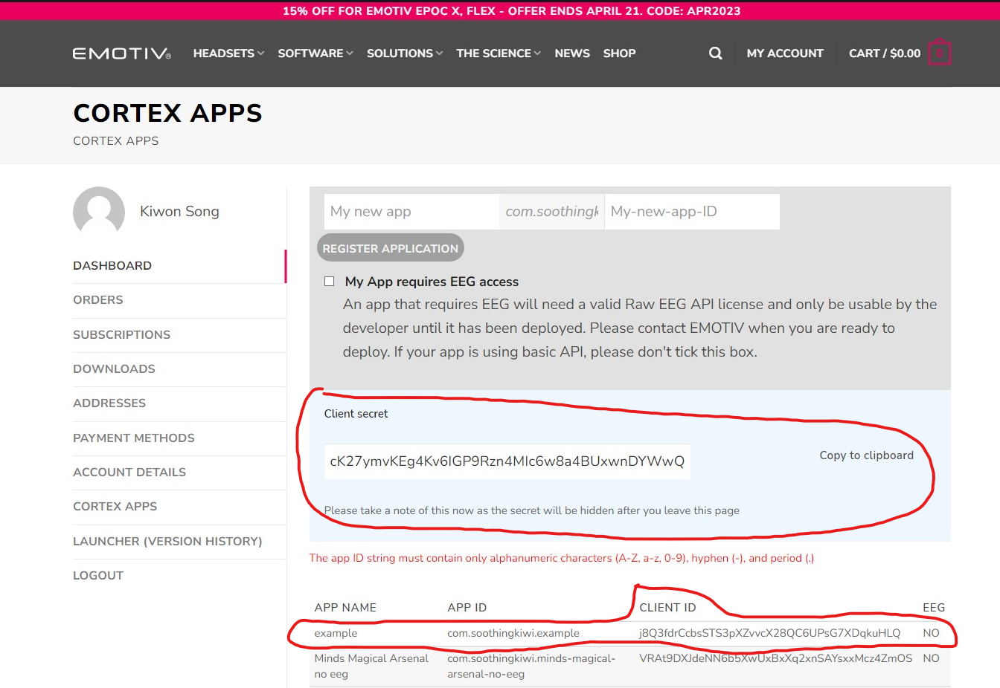 15% OFF FOR EMOTIV EPOC X, FLEX - OFFER ENDS APRIL 21. CODE: APR2023
EMOTIV® HEADSETS SOFTWARE SOLUTIONS THE SCIENCE NEWS SHOP MY ACCOUNT CART / $0.00 0
CORTEX APPS
CORTEX APPS
Kiwon Song
DASHBOARD
ORDERS
SUBSCRIPTIONS
DOWNLOADS
ADDRESSES
PAYMENT METHODS
ACCOUNT DETAILS
CORTEX APPS
LAUNCHER (VERSION HISTORY)
LOGOUT
My new app com.soothingk My-new-app-ID
REGISTER APPLICATION
My App requires EEG access
An app that requires EEG will need a valid Raw EEG API license and only be usable by the
developer until it has been deployed. Please contact EMOTIV when you are ready to
deploy. If your app is using basic API, please don't tick this box.
Client secret
cK27ymvKEg4Kv6IGP9Rzn4MIc6w8a4BUxwnDYWwQ
Copy to clipboard
Please take a note of this now as the secret will be hidden after you leave this page
The app ID string must contain only alphanumeric characters (A-Z, a-z, 0-9), hyphen (-), and period (.)
APP NAME APP ID CLIENT ID EEG
example com.soothingkiwi.example j8Q3fdrCcbsSTS3pXZvvcX28QC6UPsG7XDqkuHLQ NO
Minds Magical Arsenal com.soothingkiwi.minds-magical- VRAt9DXJdeNN6b5XwUxBxXq2xnSAYsxxMcz4ZmOS NO
no eeg arsenal-no-eeg